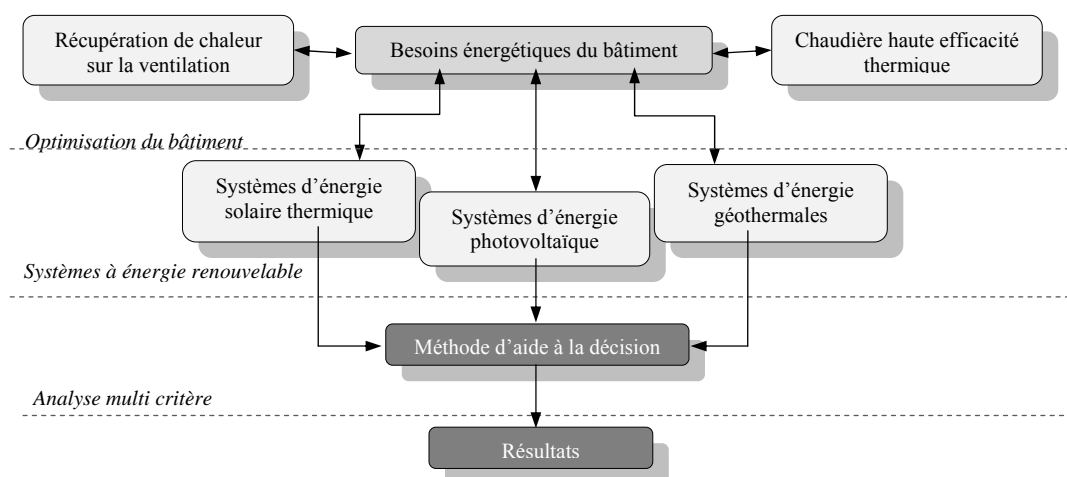 Récupération de chaleur
sur la ventilation
Besoins énergétiques du bâtiment
Chaudière haute efficacité
thermique
Optimisation du bâtiment
Systèmes d’énergie
solaire thermique
Systèmes d’énergie
photovoltaïque
Systèmes d’énergie
géothermales
Systèmes à énergie renouvelable
Méthode d’aide à la décision
Analyse multi critère
Résultats